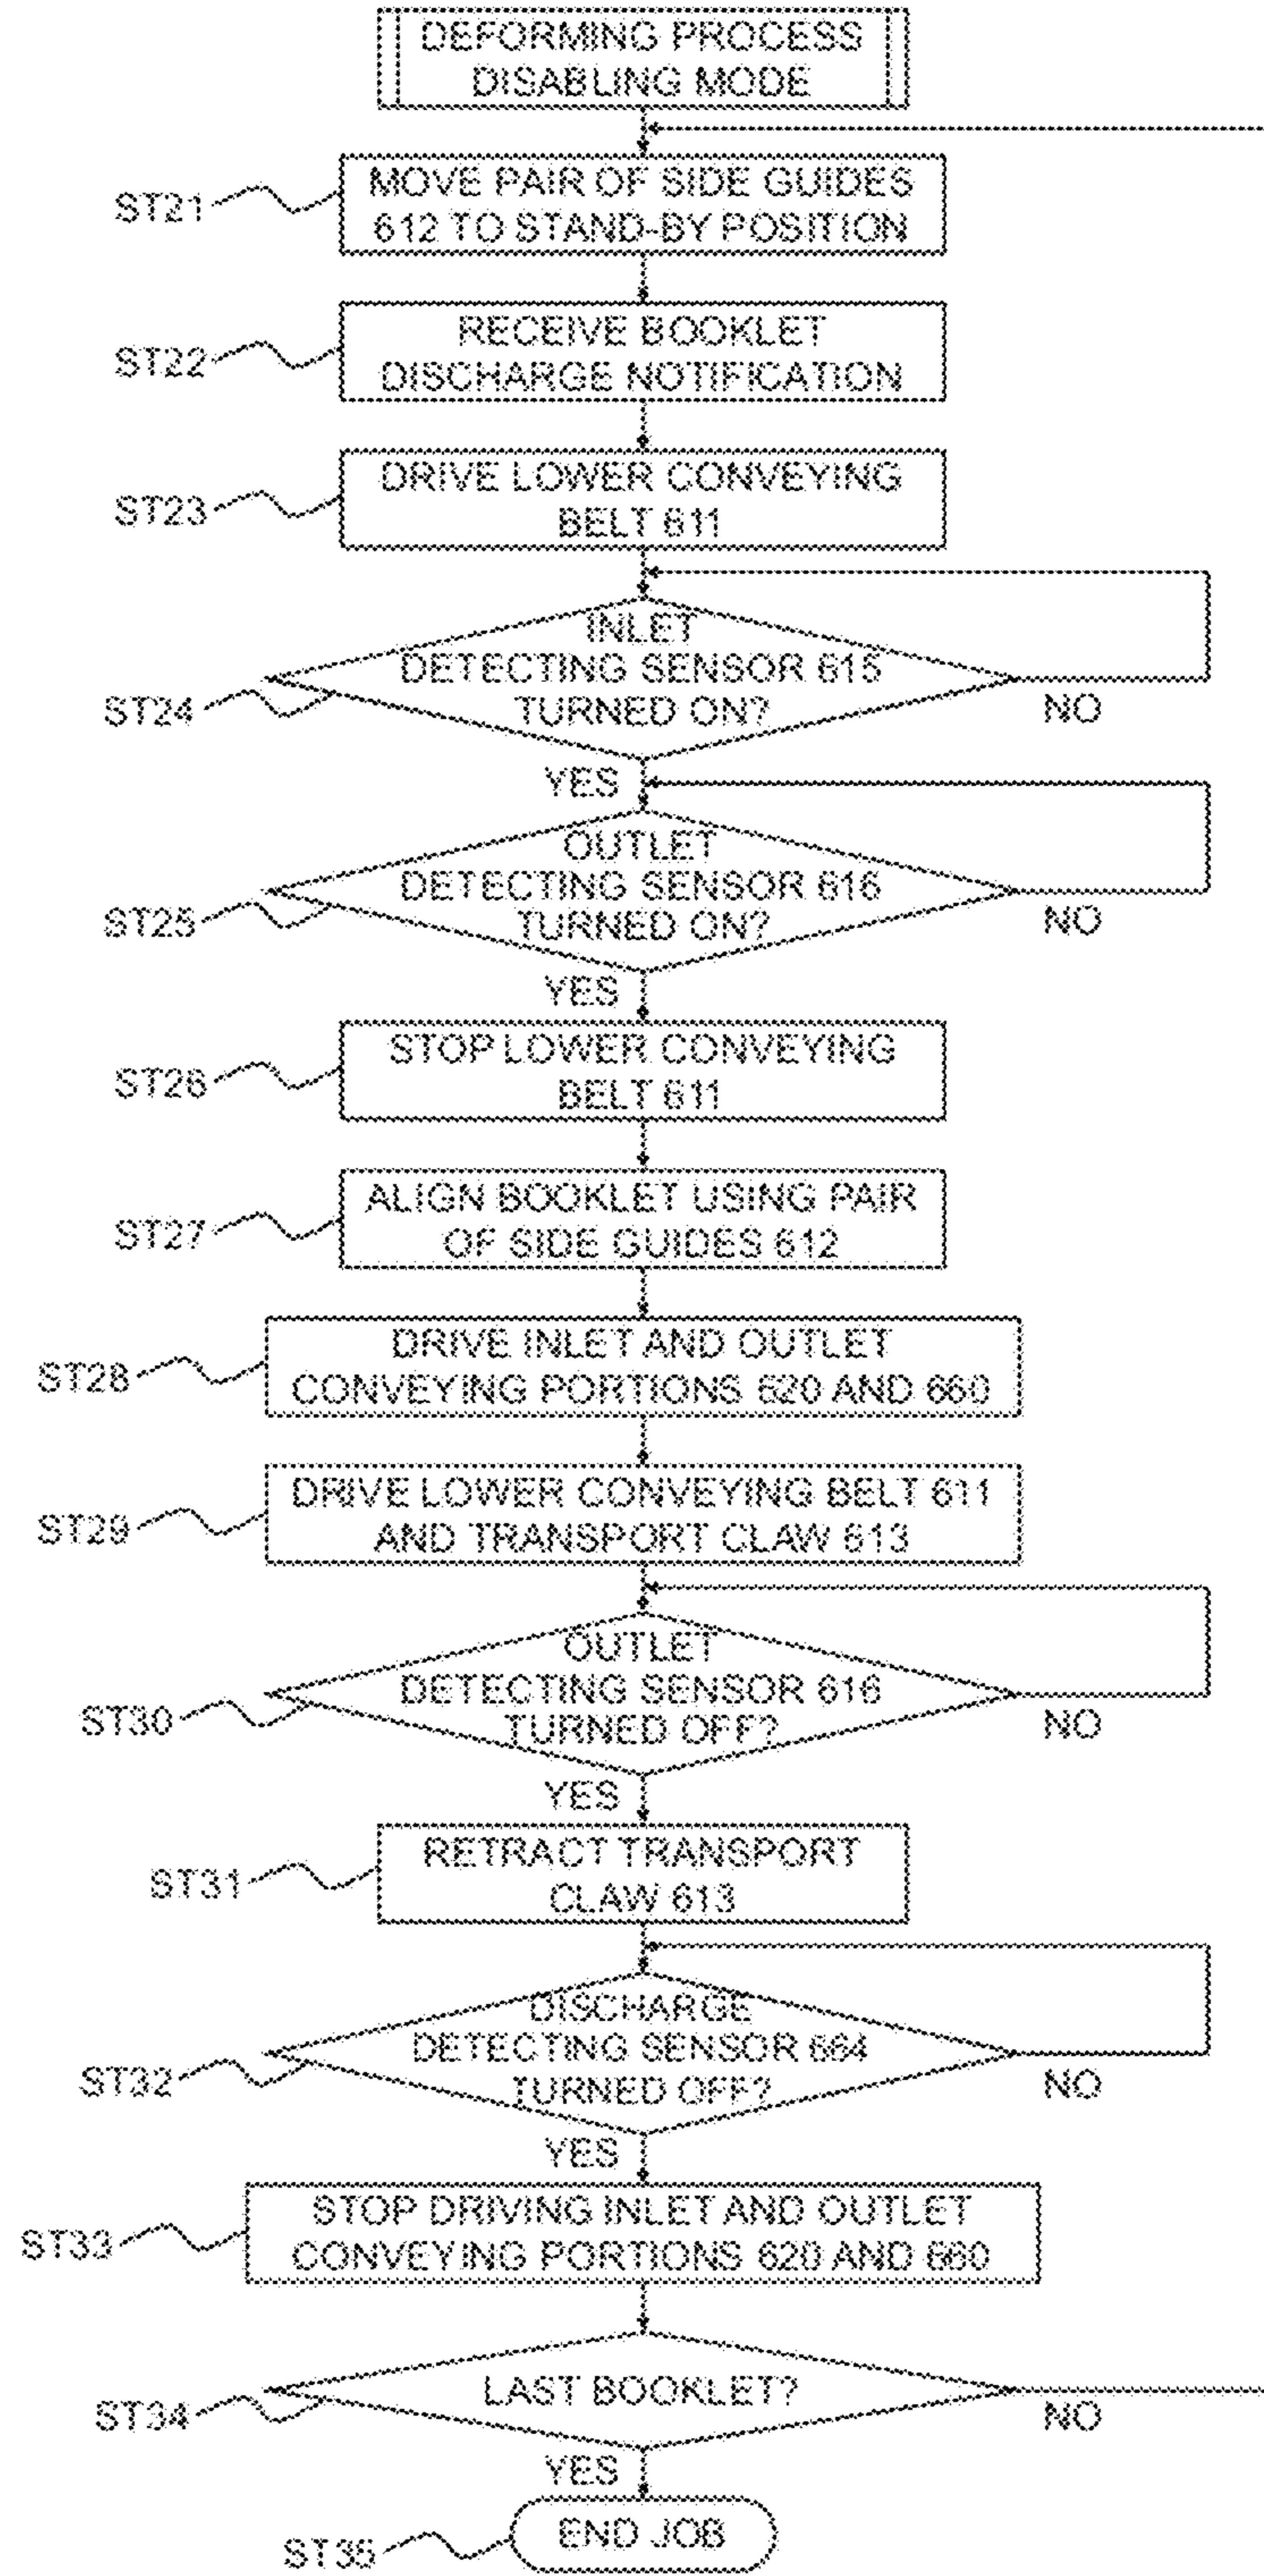 DEFORMING PROCESS
DISABLING MODE
ST21
MOVE PAIR OF SIDE GUIDES
612 TO STAND-BY POSITION
ST22
RECEIVE BOOKLET
DISCHARGE NOTIFICATION
ST23
DRIVE LOWER CONVEYING
BELT 611
ST24
INLET
DETECTING SENSOR 615
TURNED ON?
NO
YES
ST25
OUTLET
DETECTING SENSOR 616
TURNED ON?
NO
YES
ST26
STOP LOWER CONVEYING
BELT 611
ST27
ALIGN BOOKLET USING PAIR
OF SIDE GUIDES 612
ST28
DRIVE INLET AND OUTLET
CONVEYING PORTIONS 620 AND 660
ST29
DRIVE LOWER CONVEYING BELT 611
AND TRANSPORT CLAW 613
ST30
OUTLET
DETECTING SENSOR 616
TURNED OFF?
NO
YES
ST31
RETRACT TRANSPORT
CLAW 613
ST32
DISCHARGE
DETECTING SENSOR 664
TURNED OFF?
NO
YES
ST33
STOP DRIVING INLET AND OUTLET
CONVEYING PORTIONS 620 AND 660
ST34
LAST BOOKLET?
NO
YES
ST35
END JOB